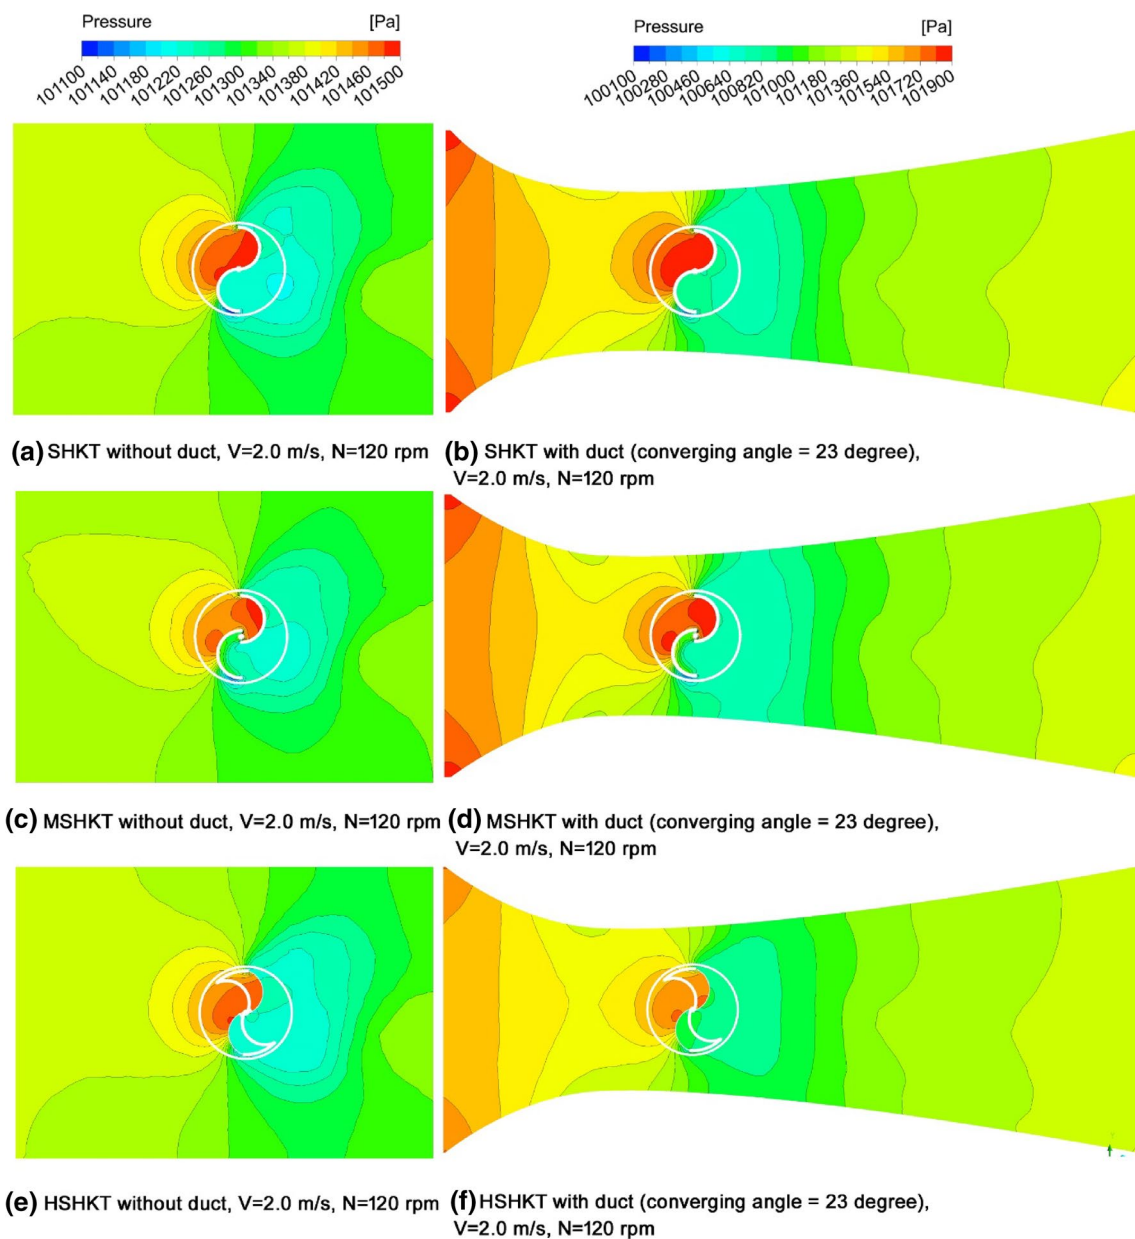 Pressure [Pa]
101100 101140 101180 101220 101260 101300 101340 101380 101420 101460 101500
Pressure [Pa]
100100 100280 100460 100640 100820 101000 101180 101360 101540 101720 101900
(a) SHKT without duct, V=2.0 m/s, N=120 rpm
(b) SHKT with duct (converging angle = 23 degree),
V=2.0 m/s, N=120 rpm
(c) MSHKT without duct, V=2.0 m/s, N=120 rpm
(d) MSHKT with duct (converging angle = 23 degree),
V=2.0 m/s, N=120 rpm
(e) HSHKT without duct, V=2.0 m/s, N=120 rpm
(f) HSHKT with duct (converging angle = 23 degree),
V=2.0 m/s, N=120 rpm